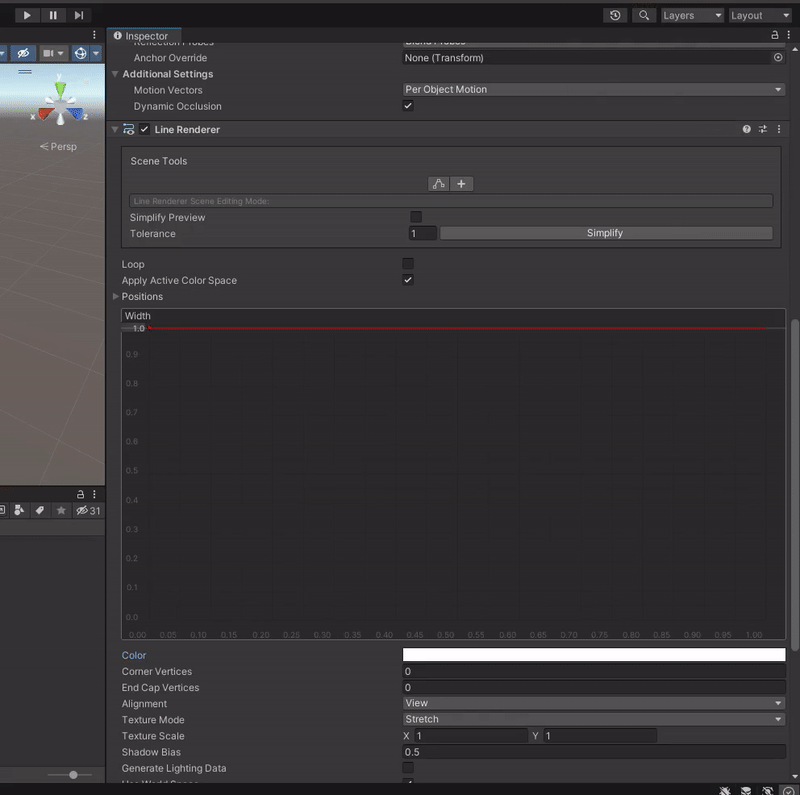 Layers
Layout
Inspector
Reflection Probes
Blend Probes
Anchor Override
None (Transform)
Additional Settings
Motion Vectors
Per Object Motion
Dynamic Occlusion
Line Renderer
y
x
z
Persp
Scene Tools
Line Renderer Scene Editing Mode:
Simplify Preview
Tolerance
1
Simplify
Loop
Apply Active Color Space
Positions
Width
1.0
0.9
0.8
0.7
0.6
0.5
0.4
0.3
0.2
0.1
0.0
0.00 0.05 0.10 0.15 0.20 0.25 0.30 0.35 0.40 0.45 0.50 0.55 0.60 0.65 0.70 0.75 0.80 0.85 0.90 0.95 1.00
31
Color
Corner Vertices
0
End Cap Vertices
0
Alignment
View
Texture Mode
Stretch
Texture Scale
X 1
Y 1
Shadow Bias
0.5
Generate Lighting Data
Use World Space